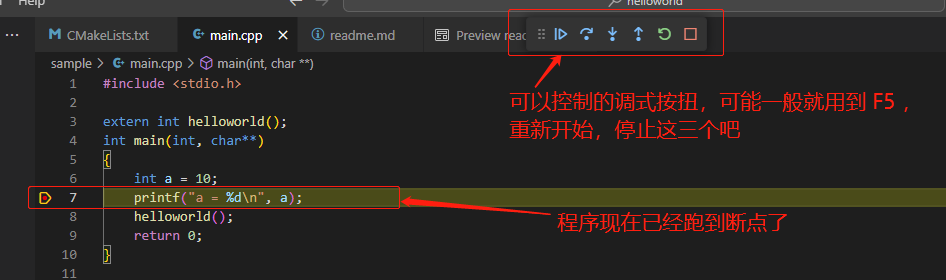 Help
helloworld
CMakeLists.txt
main.cpp
readme.md
Preview rea
sample > main.cpp > main(int, char **)
1 #include <stdio.h>
2
3 extern int helloworld();
4 int main(int, char**)
5 {
6 int a = 10;
7 printf("a = %d\n", a);
8 helloworld();
9 return 0;
10 }
11
可以控制的调式按扭，可能一般就用到 F5 ，
重新开始，停止这三个吧
程序现在已经跑到断点了